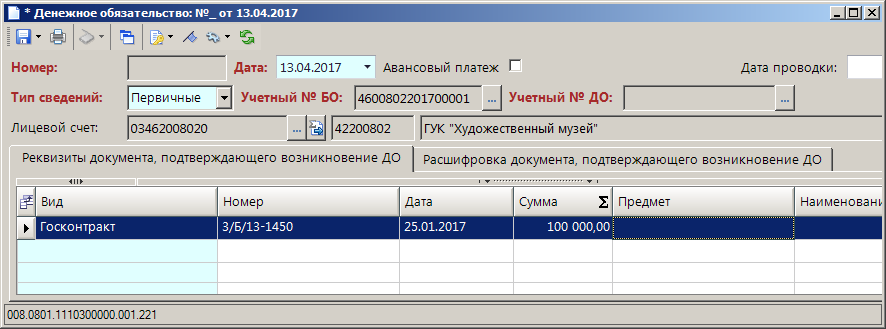 * Денежное обязательство: №_ от 13.04.2017
Номер: Дата: 13.04.2017 Авансовый платеж Дата проводки:
Тип сведений: Первичные Учетный № БО: 4600802201700001 ... Учетный № ДО: ...
Лицевой счет: 03462008020 ... 42200802 ГУК "Художественный музей"
Реквизиты документа, подтверждающего возникновение ДО Расшифровка документа, подтверждающего возникновение ДО
Вид Номер Дата Сумма Σ Предмет Наименовани
Госконтракт 3/Б/13-1450 25.01.2017 100 000,00
008.0801.1110300000.001.221